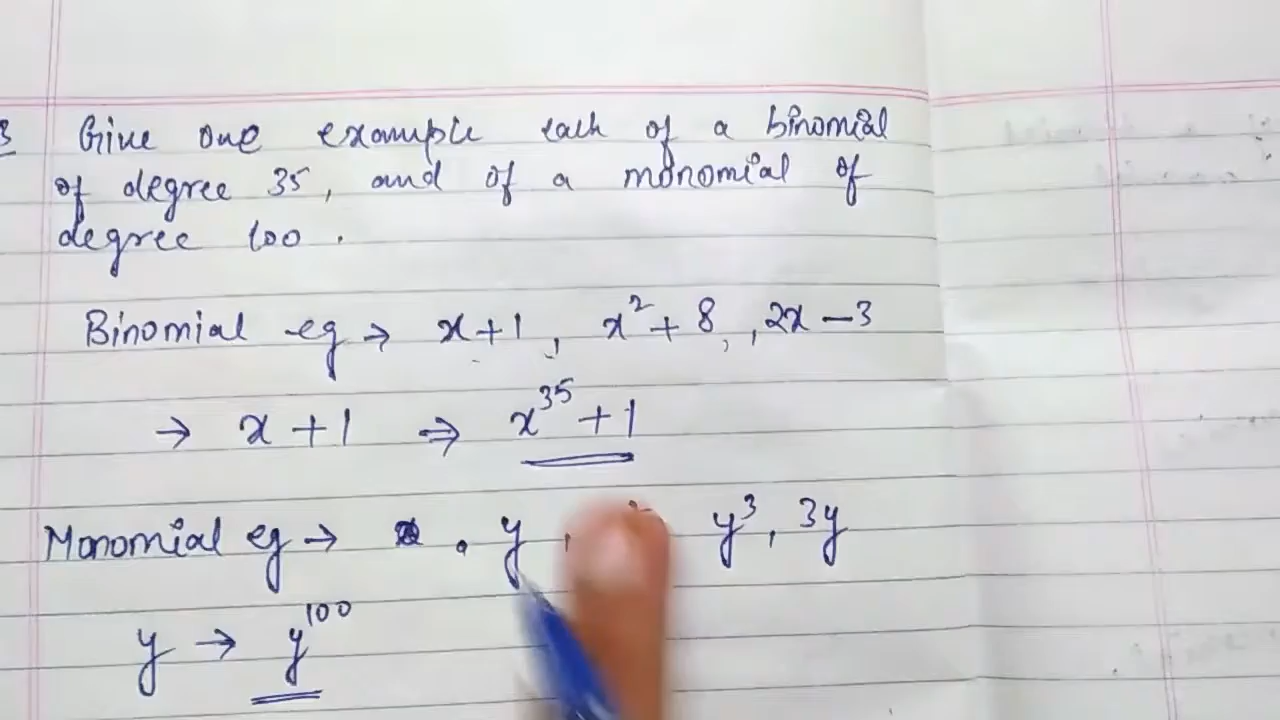 3 Give one example each of a binomial
of degree 35, and of a monomial of
degree 100.
Binomial eg → x+1, x²+8, 2x-3
→ x+1 ⇒ x³⁵+1
Monomial eg → . y, y³, 3y
y → y¹⁰⁰